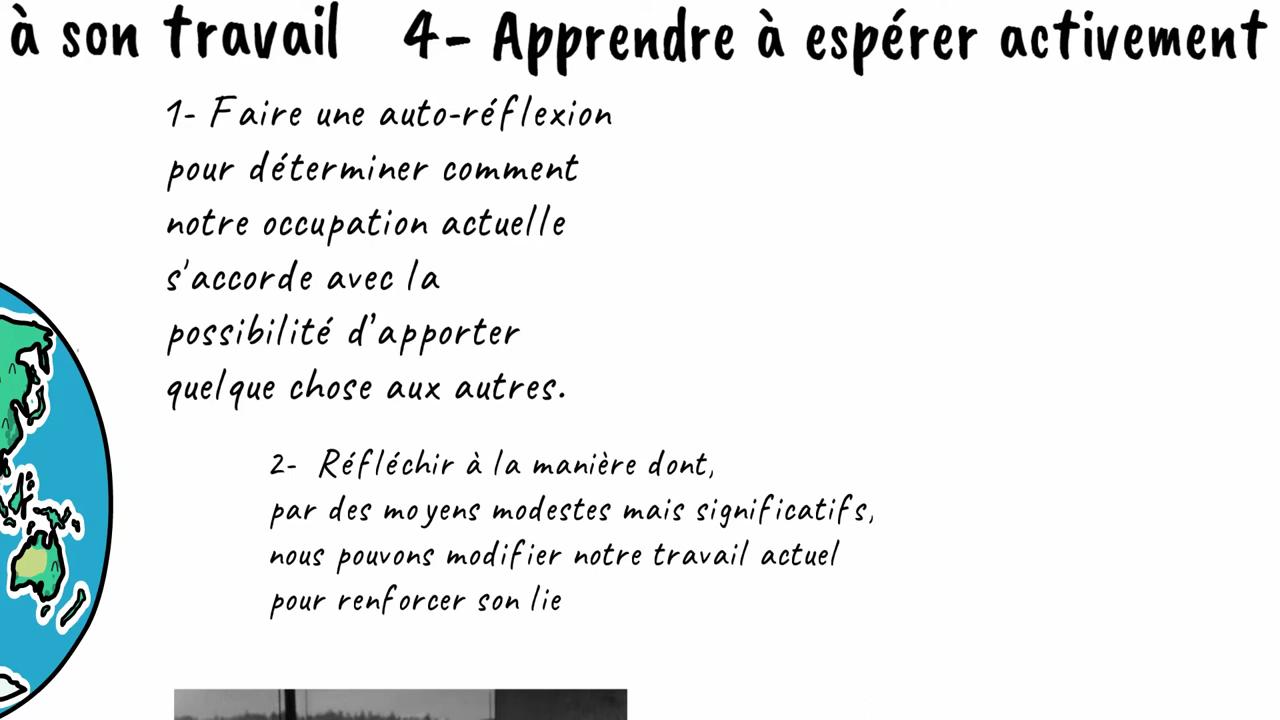 à son travail 4- Apprendre à espérer activement
1- Faire une auto-réflexion
pour déterminer comment
notre occupation actuelle
s'accorde avec la
possibilité d'apporter
quelque chose aux autres.
2- Réfléchir à la manière dont,
par des moyens modestes mais significatifs,
nous pouvons modifier notre travail actuel
pour renforcer son lie